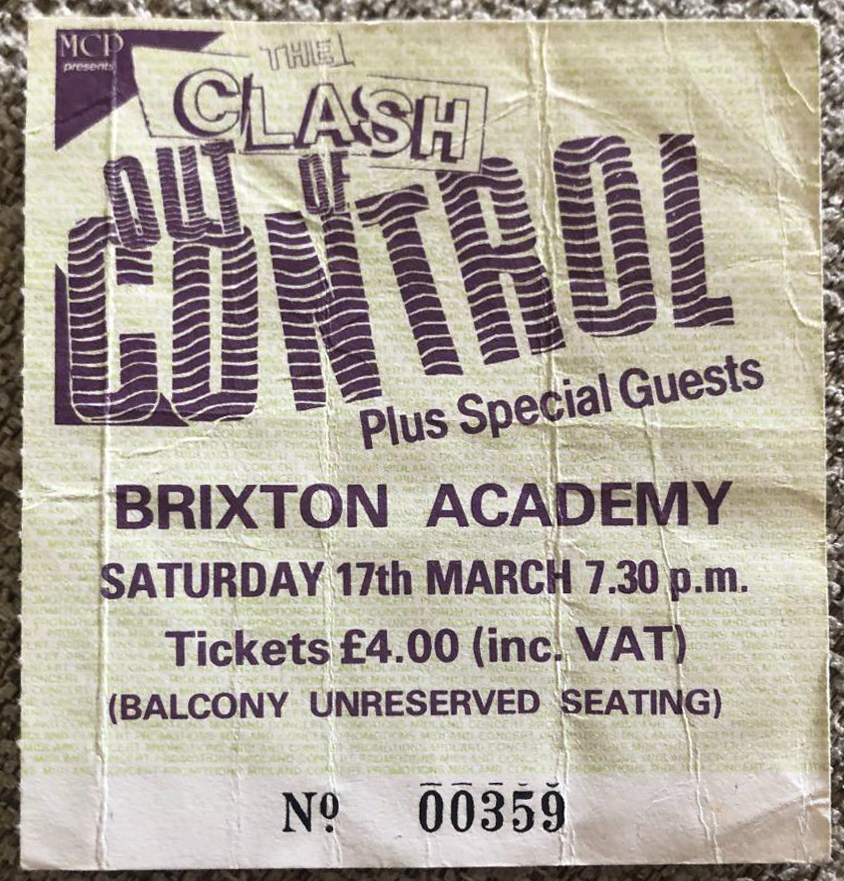 MCP
presents
THE
CLASH
OUT OF
CONTROL
Plus Special Guests
BRIXTON ACADEMY
SATURDAY 17th MARCH 7.30 p.m.
Tickets £4.00 (inc. VAT)
(BALCONY UNRESERVED SEATING)
Nº 00359